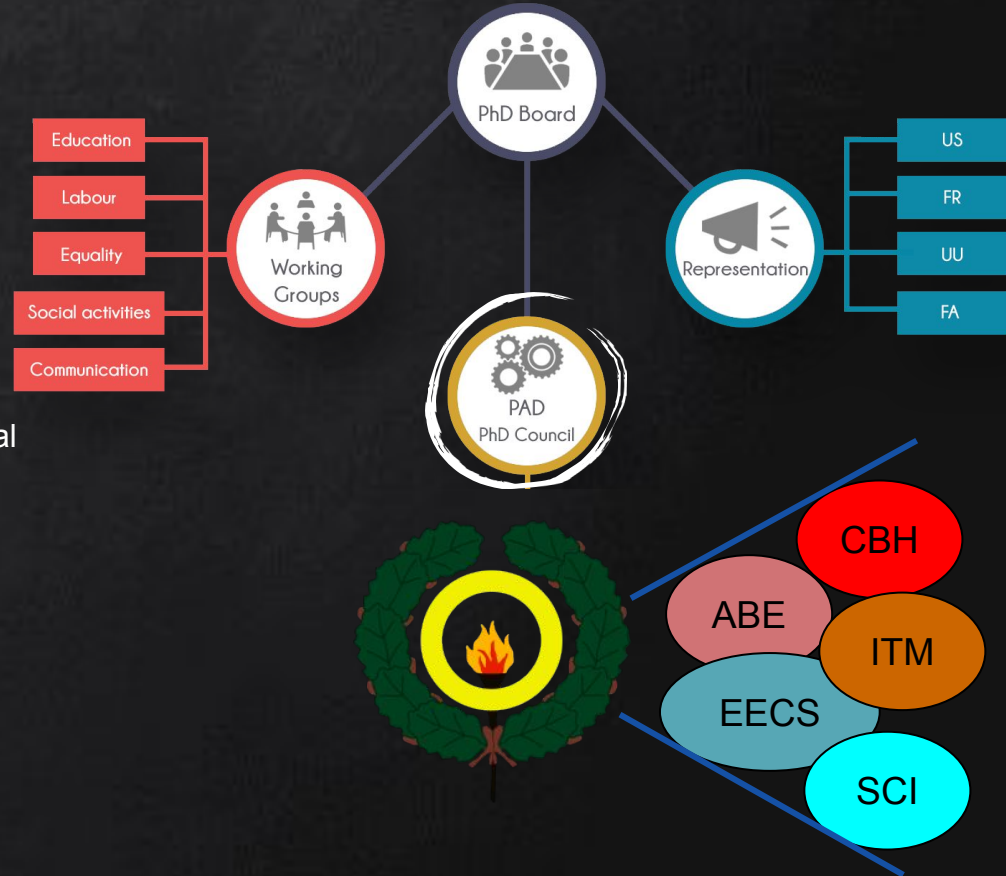 PhD Board
Education
Labour
Equality
Social activities
Communication
Working
Groups
Representation
US
FR
UU
FA
PAD
PhD Council
al
CBH
ABE
ITM
EECS
SCI